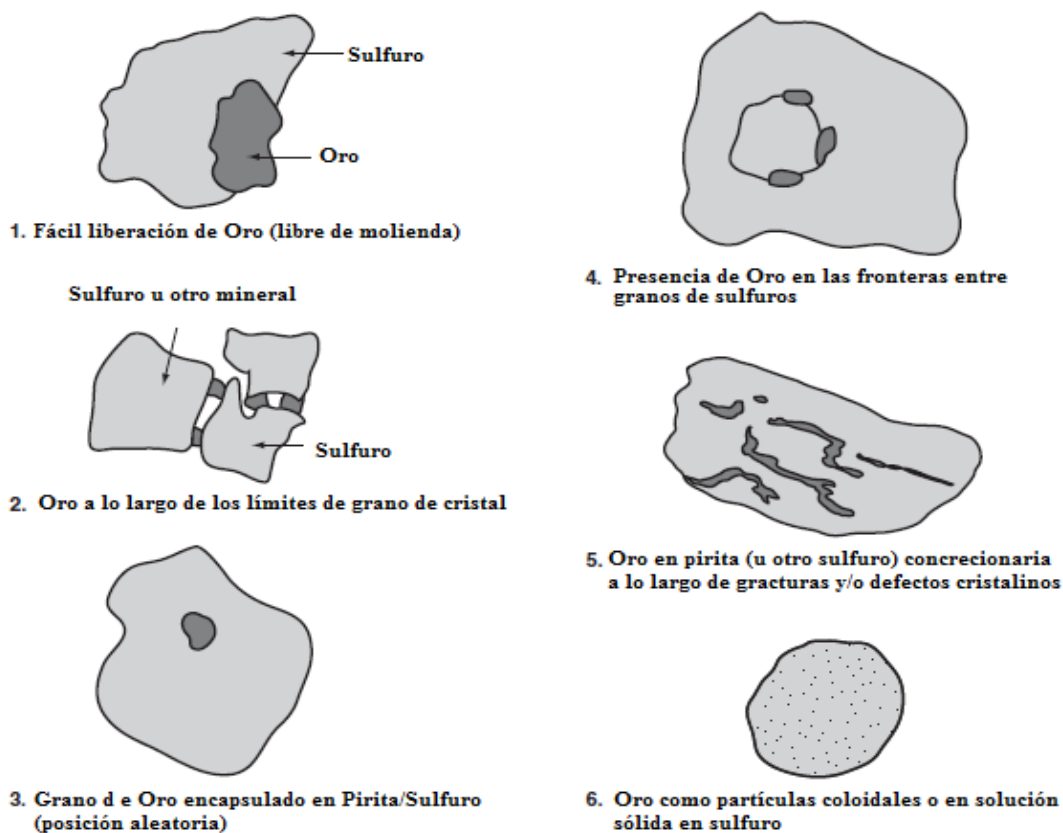 Sulfuro
Oro
1. Fácil liberación de Oro (libre de molienda)
Sulfuro u otro mineral
Sulfuro
2. Oro a lo largo de los límites de grano de cristal
3. Grano d e Oro encapsulado en Pirita/Sulfuro
(posición aleatoria)
4. Presencia de Oro en las fronteras entre
granos de sulfuros
5. Oro en pirita (u otro sulfuro) concrecionaria
a lo largo de gracturas y/o defectos cristalinos
6. Oro como partículas coloidales o en solución
sólida en sulfuro